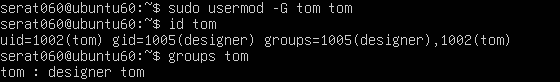 serat060@ubuntu60:~$ sudo usermod -G tom tom
serat060@ubuntu60:~$ id tom
uid=1002(tom) gid=1005(designer) groups=1005(designer),1002(tom)
serat060@ubuntu60:~$ groups tom
tom : designer tom